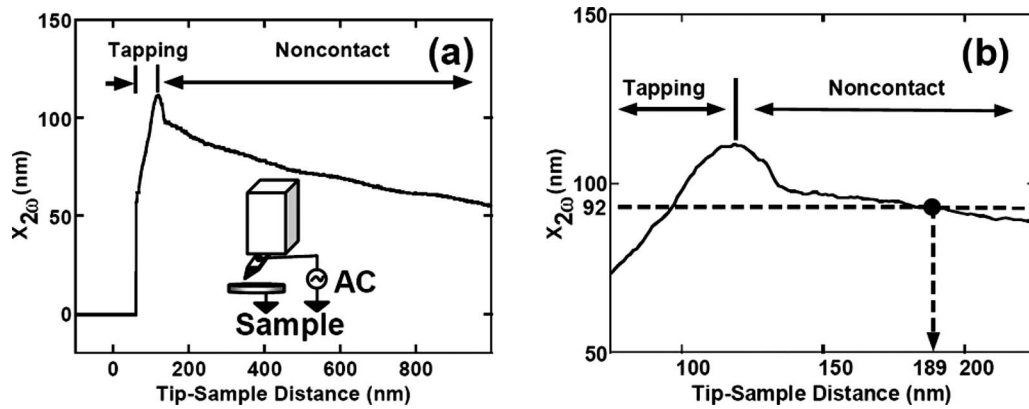 150
Tapping
Noncontact
(a)
100
50
0
X2ω (nm)
AC
Sample
0 200 400 600 800
Tip-Sample Distance (nm)
150
(b)
Tapping
Noncontact
100
92
50
X2ω (nm)
100 150 189 200
Tip-Sample Distance (nm)